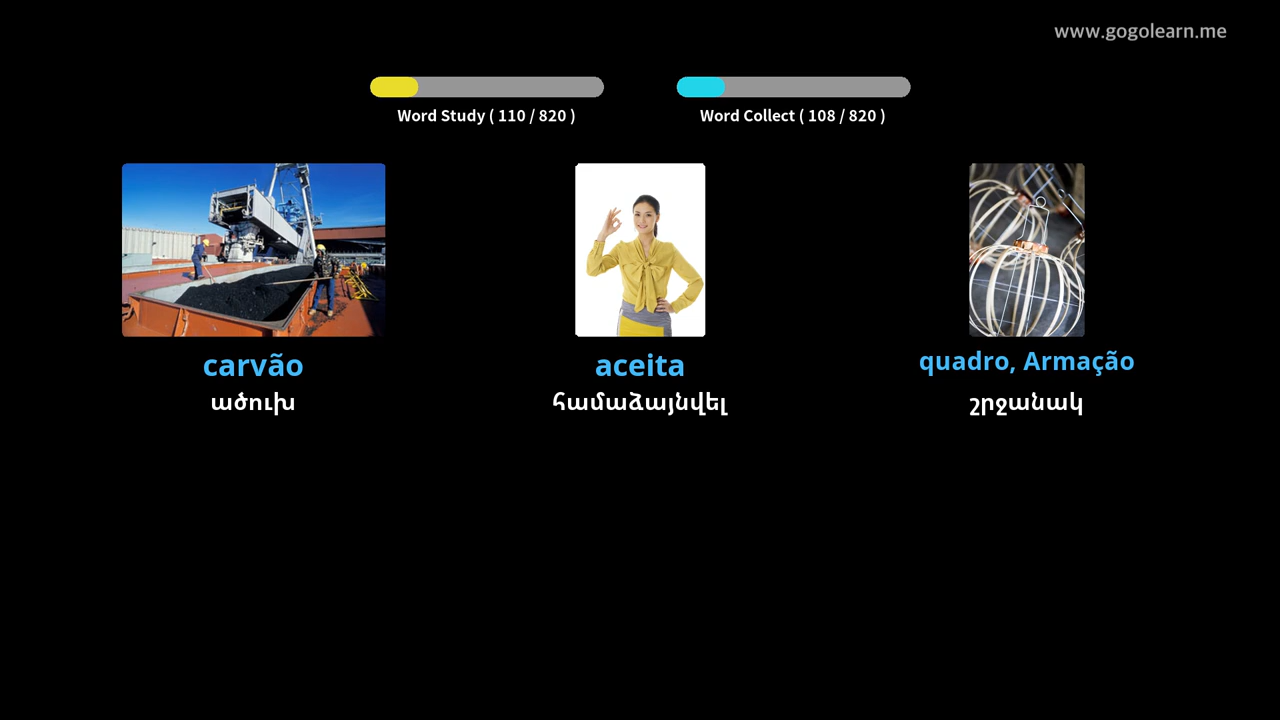 www.gogolearn.me
Word Study ( 110 / 820 )
Word Collect ( 108 / 820 )
carvão
ածուխ
aceita
համաձայնվել
quadro, Armação
շրջանակ